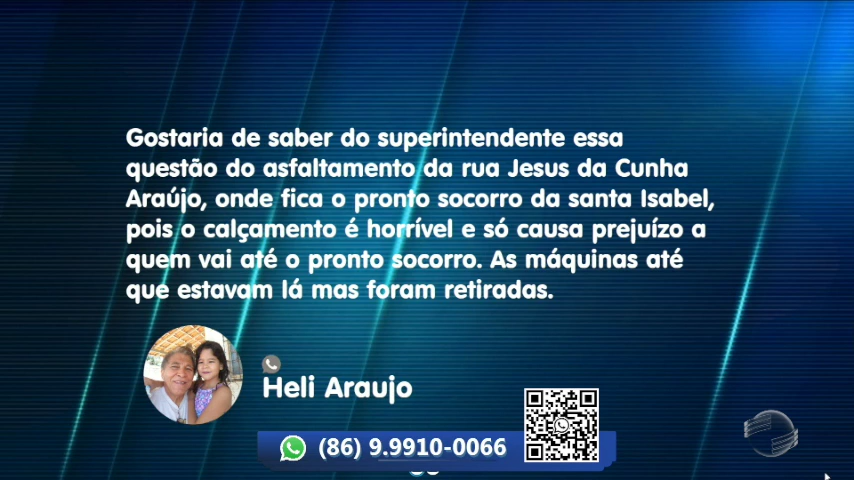 Gostaria de saber do superintendente essa
questão do asfaltamento da rua Jesus da Cunha
Araújo, onde fica o pronto socorro da santa Isabel,
pois o calçamento é horrível e só causa prejuízo a
quem vai até o pronto socorro. As máquinas até
que estavam lá mas foram retiradas.
Heli Araujo
(86) 9.9910-0066